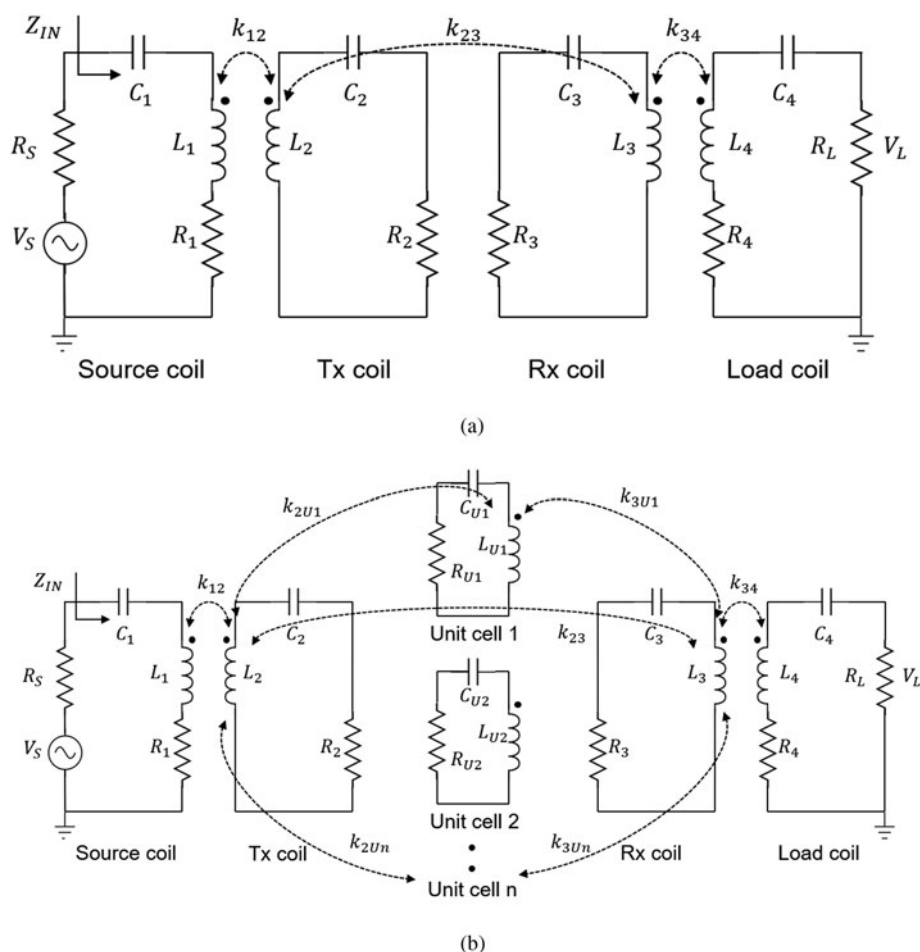 Z_IN k_12 k_23 k_34
C_1 C_2 C_3 C_4
R_S L_1 L_2 L_3 L_4 R_L V_L
V_S R_1 R_2 R_3 R_4
Source coil Tx coil Rx coil Load coil
(a)
k_2U1 C_U1 k_3U1
L_U1
R_U1
Z_IN k_12 k_34
C_1 C_2 Unit cell 1 k_23 C_3 C_4
R_S L_1 L_2 C_U2 L_3 L_4 R_L V_L
L_U2
V_S R_1 R_2 R_U2 R_3 R_4
Unit cell 2
Source coil Tx coil k_2Un k_3Un Rx coil Load coil
Unit cell n
(b)